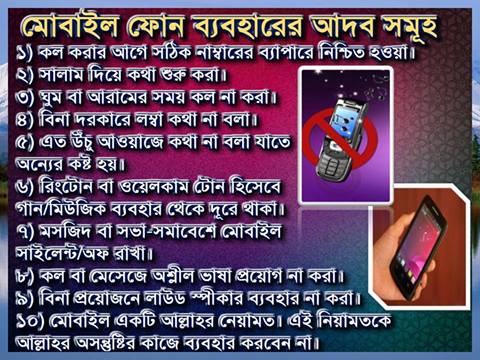 মোবাইল ফোন ব্যবহারের আদব সমূহ
১) কল করার আগে সঠিক নাম্বারের ব্যাপারে নিশ্চিত হওয়া।
২) সালাম দিয়ে কথা শুরু করা।
৩) ঘুম বা আরামের সময় কল না করা।
৪) বিনা দরকারে লম্বা কথা না বলা।
৫) এত উঁচু আওয়াজে কথা না বলা যাতে
অন্যের কষ্ট হয়।
৬) রিংটোন বা ওয়েলকাম টোন হিসেবে
গান/মিউজিক ব্যবহার থেকে দূরে থাকা।
৭) মসজিদ বা সভা-সমাবেশে মোবাইল
সাইলেন্ট/অফ রাখা।
৮) কল বা মেসেজে অশ্লীল ভাষা প্রয়োগ না করা।
৯) বিনা প্রয়োজনে লাউড স্পীকার ব্যবহার না করা।
১০) মোবাইল একটি আল্লাহর নেয়ামত। এই নিয়ামতকে
আল্লাহর অসন্তুষ্টির কাজে ব্যবহার করবেন না।